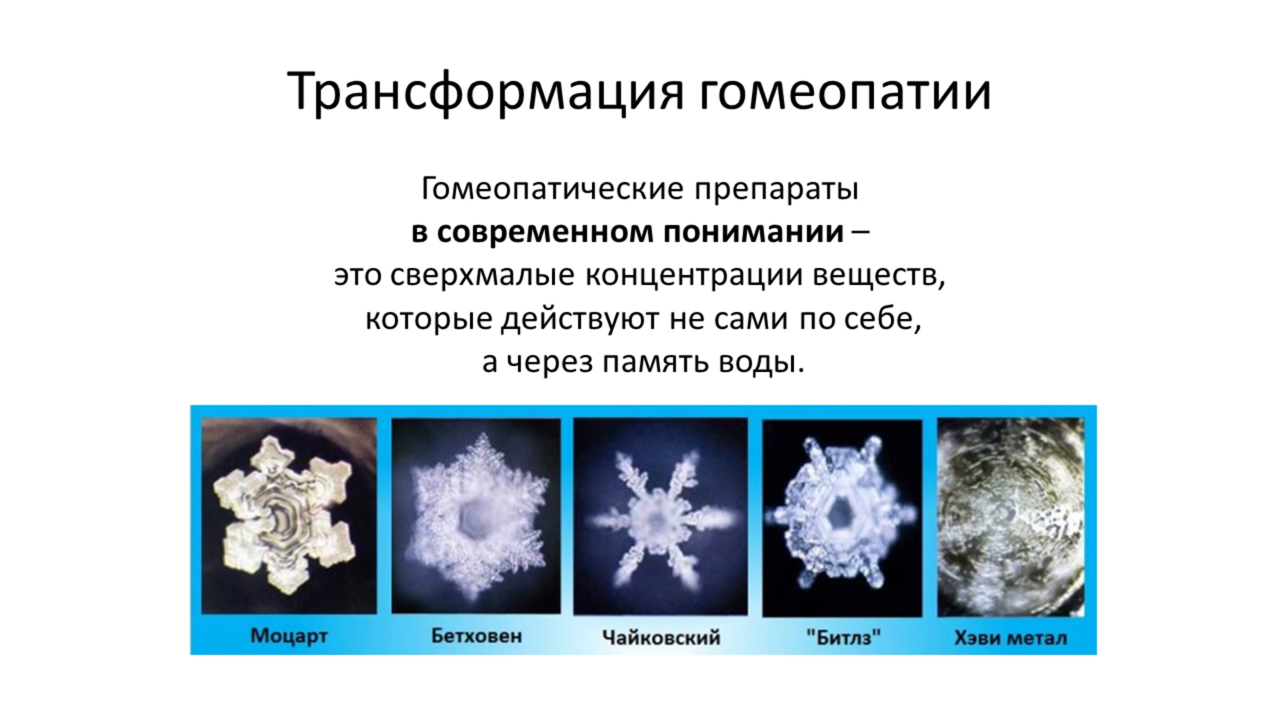 Трансформация гомеопатии
Гомеопатические препараты
в современном понимании –
это сверхмалые концентрации веществ,
которые действуют не сами по себе,
а через память воды.
Моцарт
Бетховен
Чайковский
"Битлз"
Хэви метал